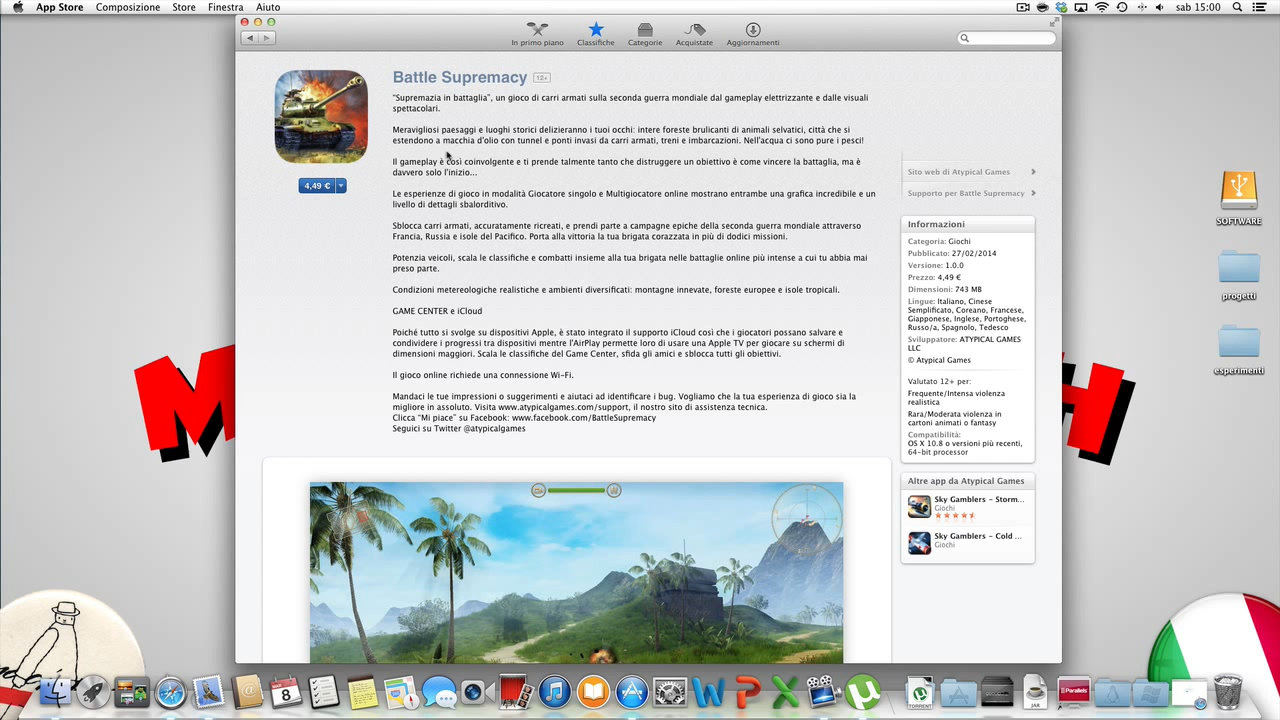 App Store Composizione Store Finestra Aiuto sab 15:00
In primo piano Classifiche Categorie Acquistate Aggiornamenti
Battle Supremacy 12+
"Supremazia in battaglia", un gioco di carri armati sulla seconda guerra mondiale dal gameplay elettrizzante e dalle visuali
spettacolari.
Meravigliosi paesaggi e luoghi storici delizieranno i tuoi occhi: intere foreste brulicanti di animali selvatici, città che si
estendono a macchia d'olio con tunnel e ponti invasi da carri armati, treni e imbarcazioni. Nell'acqua ci sono pure i pesci!
Il gameplay è così coinvolgente e ti prende talmente tanto che distruggere un obiettivo è come vincere la battaglia, ma è
davvero solo l'inizio...
4,49 €
Le esperienze di gioco in modalità Giocatore singolo e Multigiocatore online mostrano entrambe una grafica incredibile e un
livello di dettagli sbalorditivo.
Sblocca carri armati, accuratamente ricreati, e prendi parte a campagne epiche della seconda guerra mondiale attraverso
Francia, Russia e isole del Pacifico. Porta alla vittoria la tua brigata corazzata in più di dodici missioni.
Potenzia veicoli, scala le classifiche e combatti insieme alla tua brigata nelle battaglie online più intense a cui tu abbia mai
preso parte.
Condizioni metereologiche realistiche e ambienti diversificati: montagne innevate, foreste europee e isole tropicali.
GAME CENTER e iCloud
Poiché tutto si svolge su dispositivi Apple, è stato integrato il supporto iCloud così che i giocatori possano salvare e
condividere i progressi tra dispositivi mentre l'AirPlay permette loro di usare una Apple TV per giocare su schermi di
dimensioni maggiori. Scala le classifiche del Game Center, sfida gli amici e sblocca tutti gli obiettivi.
Il gioco online richiede una connessione Wi-Fi.
Mandaci le tue impressioni o suggerimenti e aiutaci ad identificare i bug. Vogliamo che la tua esperienza di gioco sia la
migliore in assoluto. Visita www.atypicalgames.com/support, il nostro sito di assistenza tecnica.
Clicca "Mi piace" su Facebook: www.facebook.com/BattleSupremacy
Seguici su Twitter @atypicalgames
Sito web di Atypical Games
Supporto per Battle Supremacy
Informazioni
Categoria: Giochi
Pubblicato: 27/02/2014
Versione: 1.0.0
Prezzo: 4,49 €
Dimensioni: 743 MB
Lingue: Italiano, Cinese
Semplificato, Coreano, Francese,
Giapponese, Inglese, Portoghese,
Russo/a, Spagnolo, Tedesco
Sviluppatore: ATYPICAL GAMES
LLC
© Atypical Games
Valutato 12+ per:
Frequente/Intensa violenza
realistica
Rara/Moderata violenza in
cartoni animati o fantasy
Compatibilità:
OS X 10.8 o versioni più recenti,
64-bit processor
Altre app da Atypical Games
Sky Gamblers - Storm...
Giochi
Sky Gamblers - Cold ...
Giochi
SOFTWARE
progetti
esperimenti
M
H
8
TORRENT
JAR
Parallels